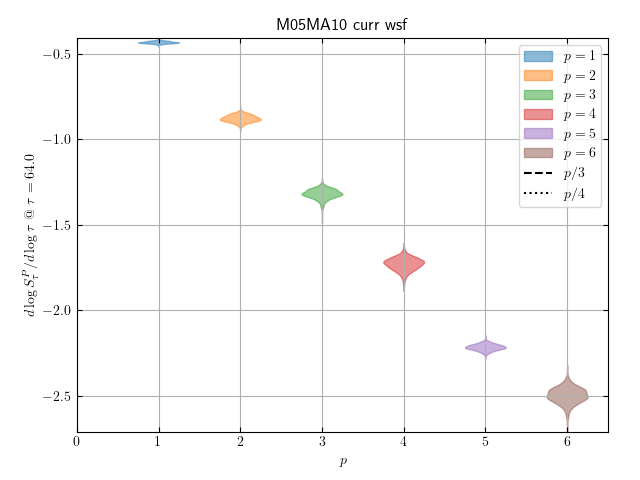 M05MA10 curr wsf
d log S_τ^P / d log τ @ τ = 64.0
−0.5
−1.0
−1.5
−2.0
−2.5
0 1 2 3 4 5 6
p
p = 1
p = 2
p = 3
p = 4
p = 5
p = 6
p/3
p/4